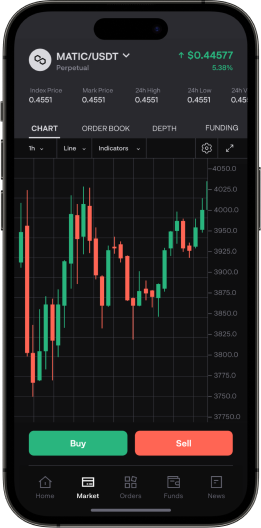 MATIC/USDT
Perpetual
↑ $0.44577
5.38%
Index Price Mark Price 24h High 24h Low 24h V
0.4551 0.4551 0.4551 0.4551 0.45
CHART ORDER BOOK DEPTH FUNDING
1h Line Indicators
4050.0
4025.0
4000.0
3950.0
3925.0
3900.0
3875.0
3850.0
3825.0
3800.0
3775.0
3750.0
37750.0
Buy Sell
Home Market Orders Funds News